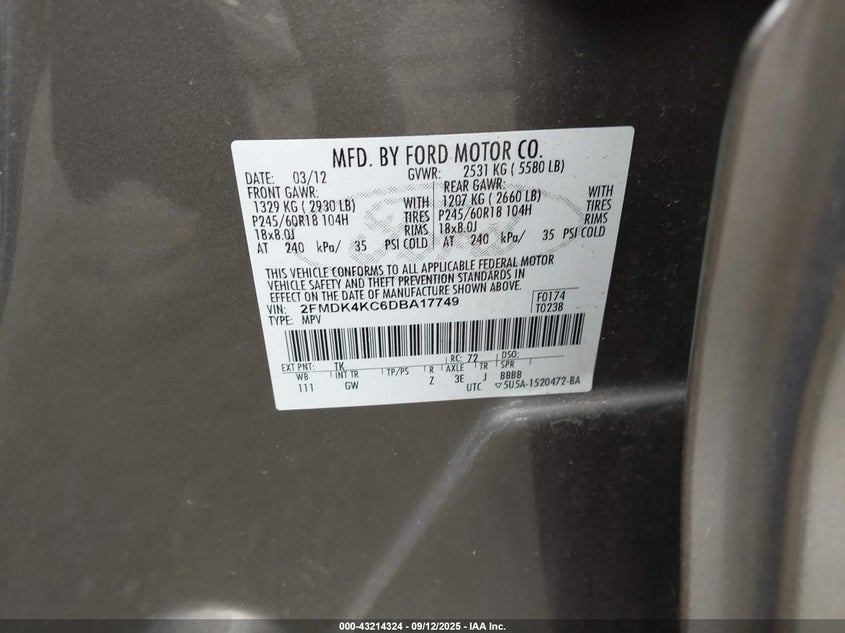 MFD. BY FORD MOTOR CO.
DATE: 03/12 GVWR: 2531 KG ( 5580 LB)
FRONT GAWR: REAR GAWR:
1329 KG ( 2930 LB) WITH 1207 KG ( 2660 LB) WITH
P245/60R18 104H TIRES P245/60R18 104H TIRES
18x8.0J RIMS 18x8.0J RIMS
AT 240 kPa/ 35 PSI COLD AT 240 kPa/ 35 PSI COLD
THIS VEHICLE CONFORMS TO ALL APPLICABLE FEDERAL MOTOR
VEHICLE SAFETY AND THEFT PREVENTION STANDARDS IN
EFFECT ON THE DATE OF MANUFACTURE SHOWN ABOVE.
VIN: 2FMDK4KC6DBA17749 F0174
TYPE: MPV T023B
EXT PNT: TK RC: 72 DSO:
WB INT TR TP/PS R AXLE TR SPR
111 GW Z 3E J BBBB
UTC ▽5U5A-1520472-BA
Ford
000-43214324 - 09/12/2025 - IAA Inc.